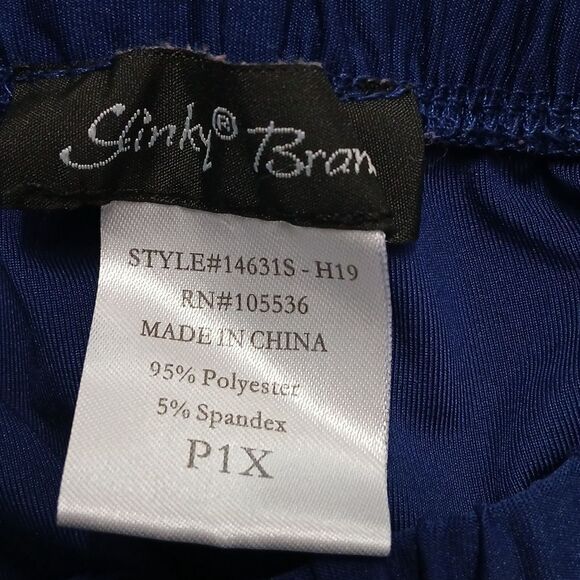 Slinky® Bran
STYLE#14631S - H19
RN#105536
MADE IN CHINA
95% Polyester
5% Spandex
P1X